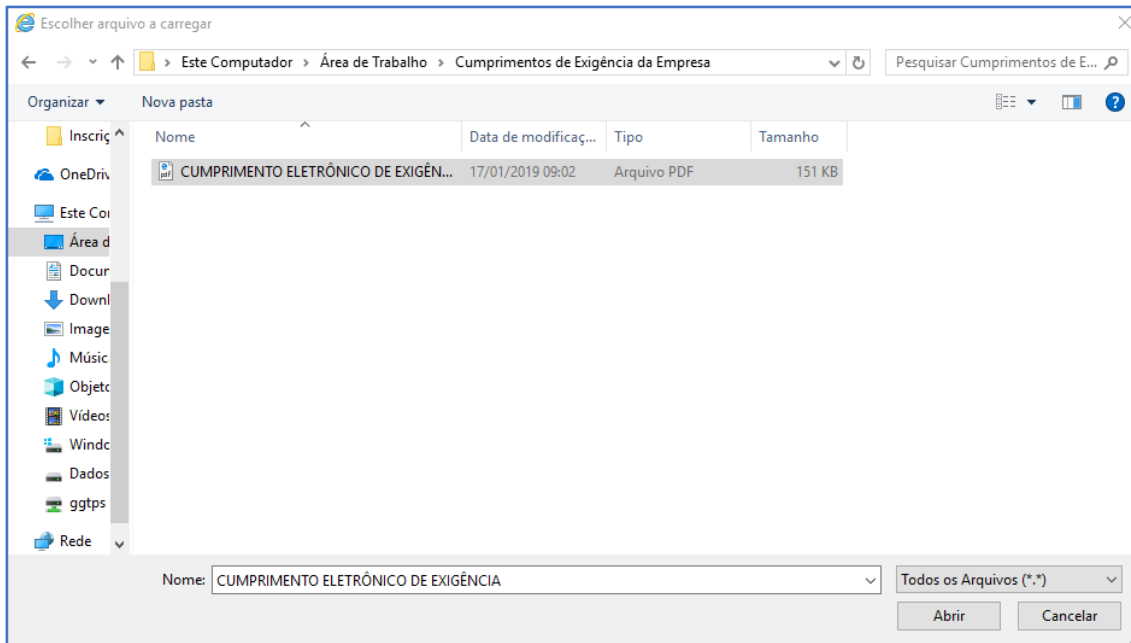 Escolher arquivo a carregar
Este Computador Área de Trabalho Cumprimentos de Exigência da Empresa
Pesquisar Cumprimentos de E...
Organizar Nova pasta
Nome Data de modificaç... Tipo Tamanho
CUMPRIMENTO ELETRÔNICO DE EXIGÊN... 17/01/2019 09:02 Arquivo PDF 151 KB
Inscriç
OneDriv
Este Co
Área d
Docur
Downl
Image
Músic
Objetc
Vídeos
Windc
Dados
ggtps
Rede
Nome: CUMPRIMENTO ELETRÔNICO DE EXIGÊNCIA
Todos os Arquivos (*.*)
Abrir Cancelar